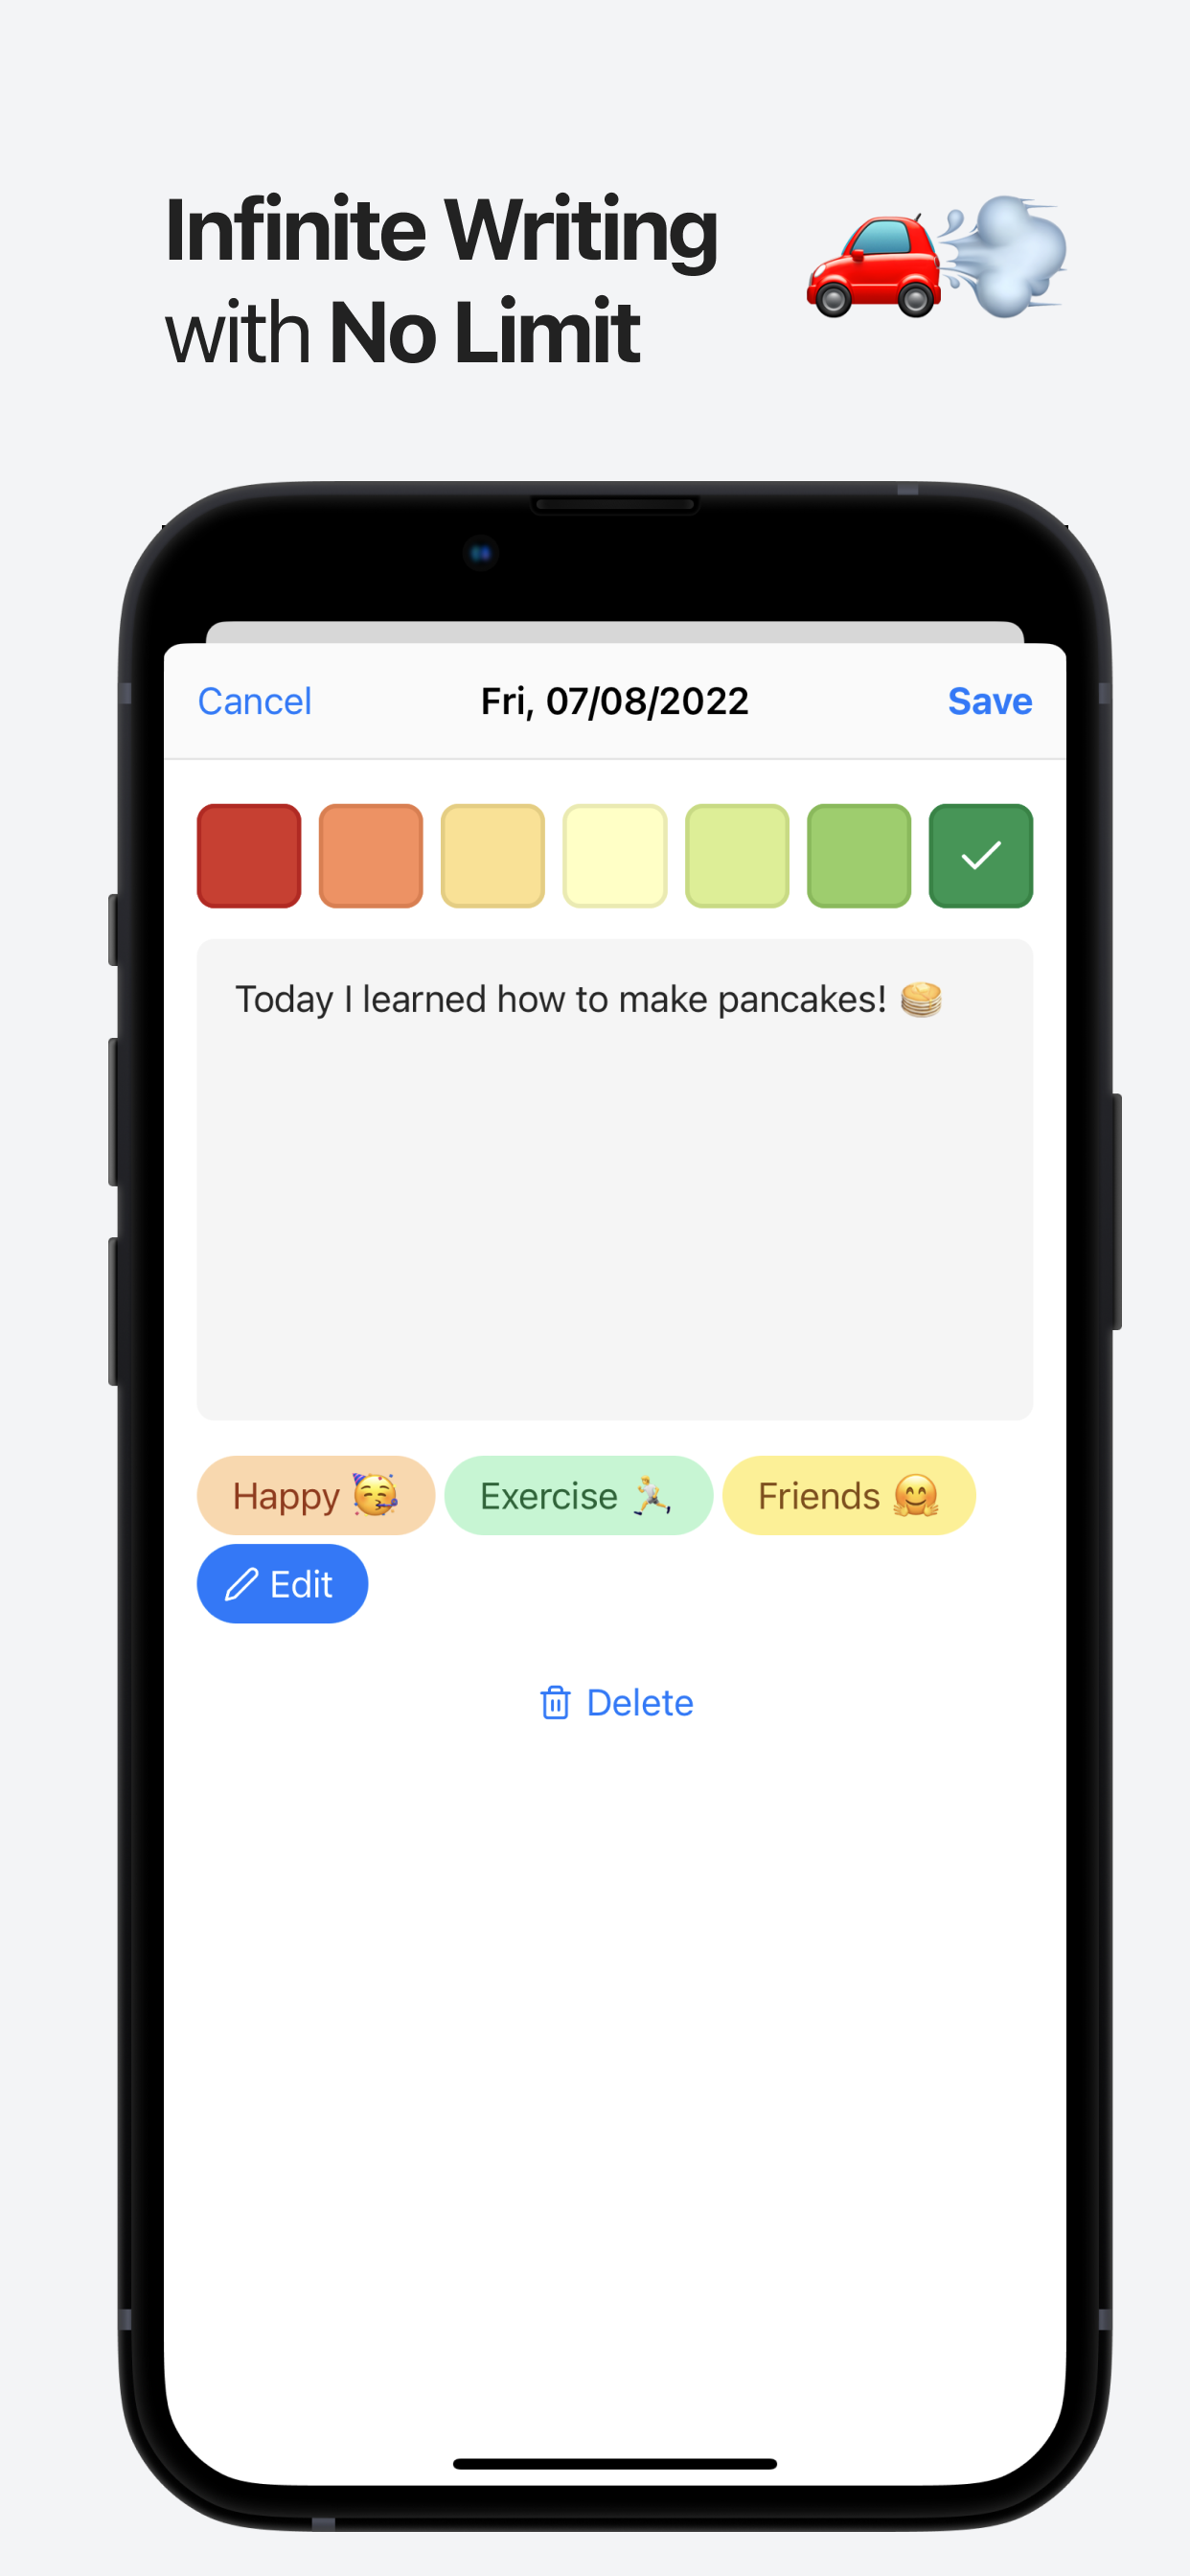 Infinite Writing
with No Limit
Cancel Fri, 07/08/2022 Save
Today I learned how to make pancakes! 🥞
Happy 🥳 Exercise 🏃 Friends 🤗
Edit
Delete